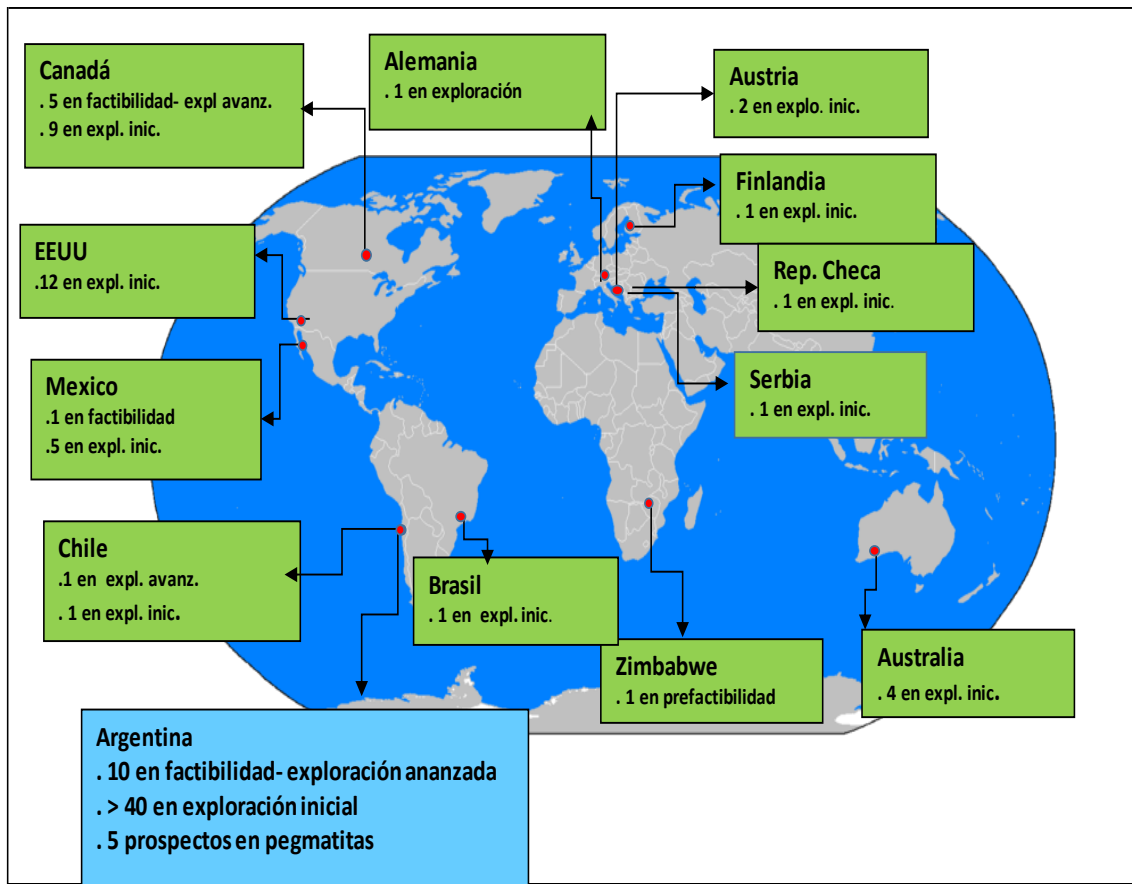 Canadá
. 5 en factibilidad- expl avanz.
. 9 en expl. inic.
Alemania
. 1 en exploración
Austria
. 2 en explo. inic.
Finlandia
. 1 en expl. inic.
EEUU
.12 en expl. inic.
Rep. Checa
. 1 en expl. inic.
Mexico
.1 en factibilidad
.5 en expl. inic.
Serbia
. 1 en expl. inic.
Chile
.1 en expl. avanz.
. 1 en expl. inic.
Brasil
. 1 en expl. inic.
Zimbabwe
. 1 en prefactibilidad
Australia
. 4 en expl. inic.
Argentina
. 10 en factibilidad- exploración ananzada
. > 40 en exploración inicial
. 5 prospectos en pegmatitas